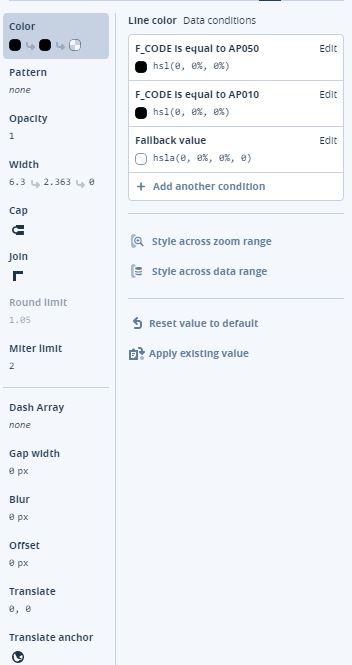 Color
Pattern
none
Opacity
1
Width
6.3 2.363 0
Cap
Join
Round limit
1.05
Miter limit
2
Dash Array
none
Gap width
0 px
Blur
0 px
Offset
0 px
Translate
0, 0
Translate anchor
Line color Data conditions
F_CODE is equal to AP050 Edit
hsl(0, 0%, 0%)
F_CODE is equal to AP010 Edit
hsl(0, 0%, 0%)
Fallback value Edit
hsla(0, 0%, 0%, 0)
+ Add another condition
Style across zoom range
Style across data range
Reset value to default
Apply existing value